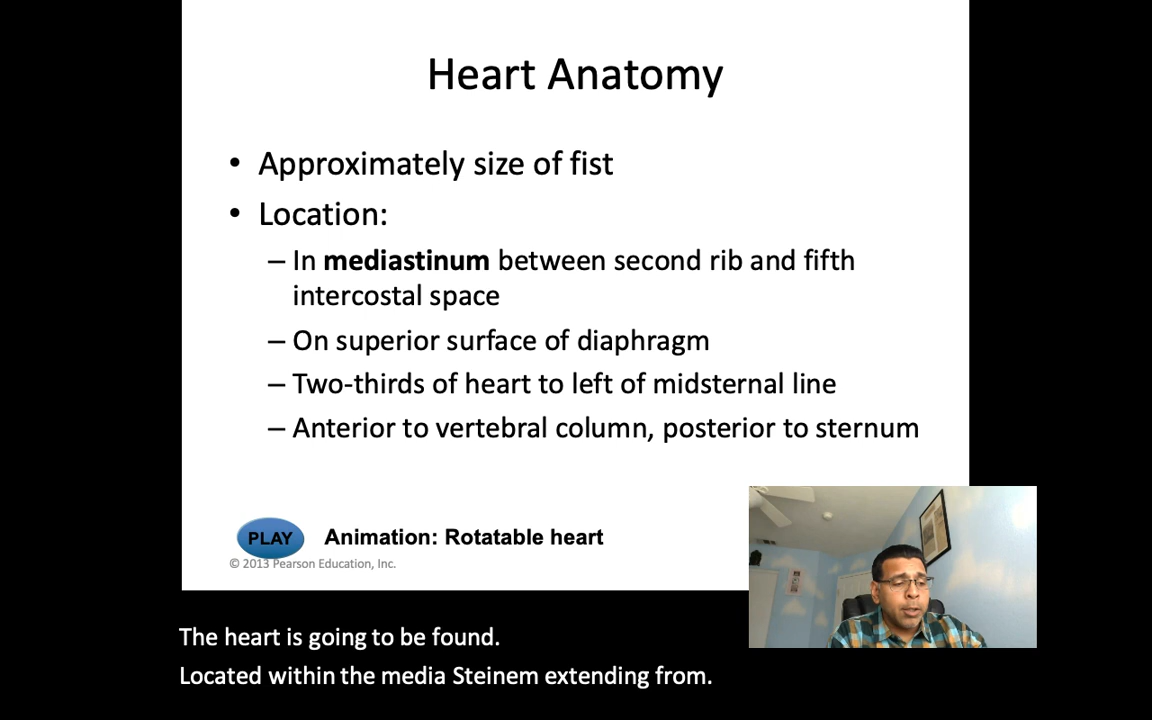 Heart Anatomy
• Approximately size of fist
• Location:
– In mediastinum between second rib and fifth
intercostal space
– On superior surface of diaphragm
– Two-thirds of heart to left of midsternal line
– Anterior to vertebral column, posterior to sternum
PLAY Animation: Rotatable heart
© 2013 Pearson Education, Inc.
The heart is going to be found.
Located within the media Steinem extending from.